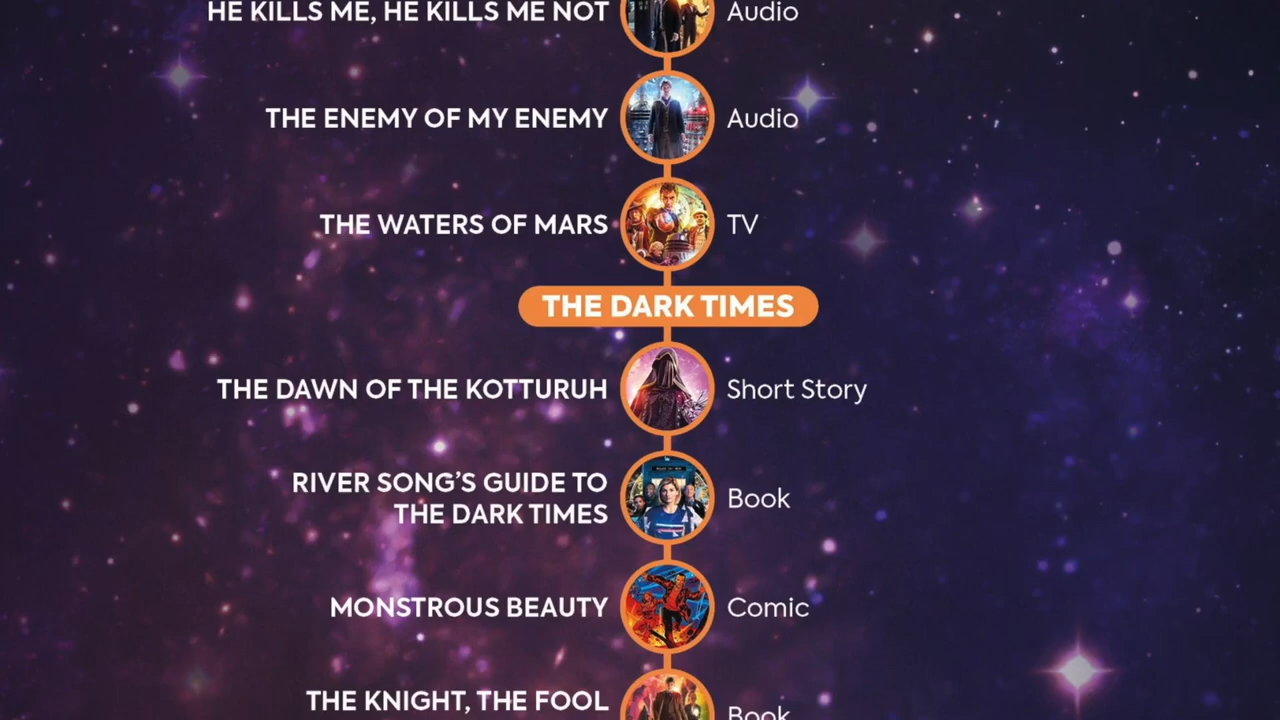 HE KILLS ME, HE KILLS ME NOT
Audio
THE ENEMY OF MY ENEMY
Audio
THE WATERS OF MARS
TV
THE DARK TIMES
THE DAWN OF THE KOTTURUH
Short Story
RIVER SONG'S GUIDE TO
THE DARK TIMES
Book
MONSTROUS BEAUTY
Comic
THE KNIGHT, THE FOOL
Book